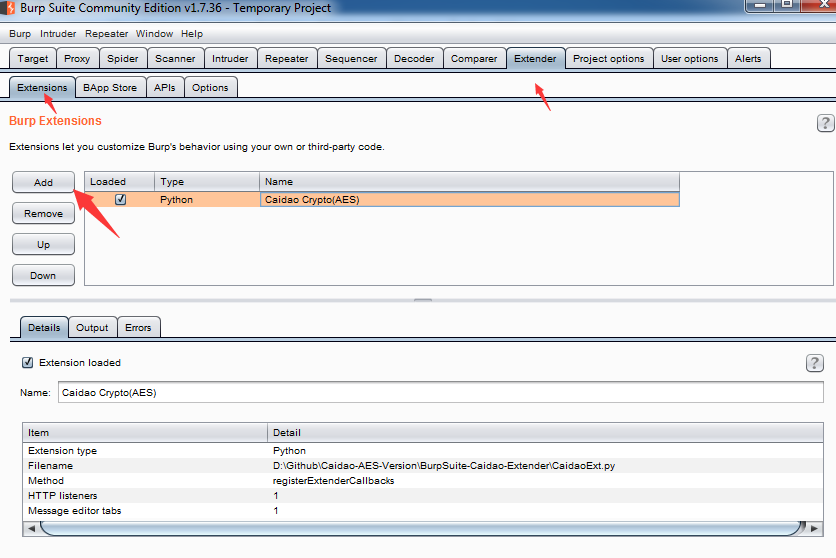 Burp Suite Community Edition v1.7.36 - Temporary Project
Burp Intruder Repeater Window Help
Target Proxy Spider Scanner Intruder Repeater Sequencer Decoder Comparer Extender Project options User options Alerts
Extensions BApp Store APIs Options
Burp Extensions
?
Extensions let you customize Burp's behavior using your own or third-party code.
Add
Remove
Up
Down
Loaded Type Name
Python Caidao Crypto(AES)
Details Output Errors
Extension loaded
?
Name: Caidao Crypto(AES)
Item Detail
Extension type Python
Filename D:\Github\Caidao-AES-Version\BurpSuite-Caidao-Extender\CaidaoExt.py
Method registerExtenderCallbacks
HTTP listeners 1
Message editor tabs 1